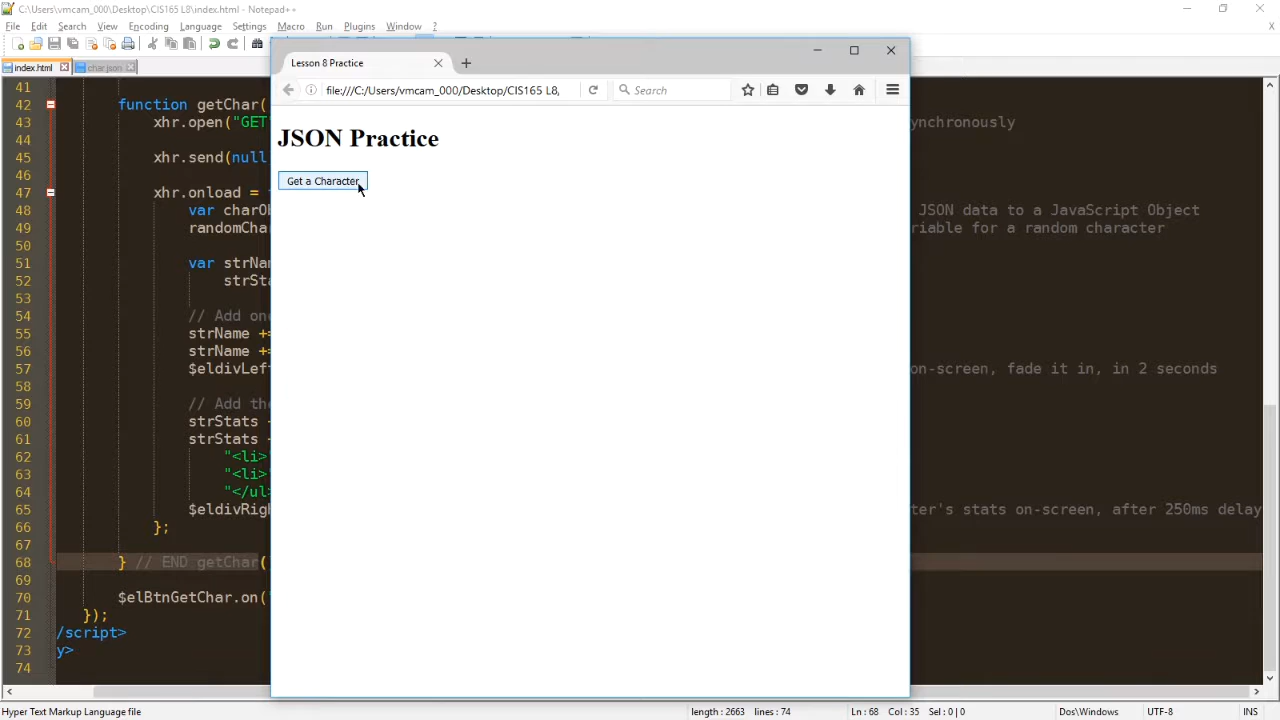 C:\Users\vmcam_000\Desktop\CIS165 L8\index.html - Notepad++
File Edit Search View Encoding Language Settings Macro Run Plugins Window ?
X
index.html char.json
Lesson 8 Practice
file:///C:/Users/vmcam_000/Desktop/CIS165 L8,
Search
JSON Practice
Get a Character
41
42 function getChar(
43 xhr.open("GET" ynchronously
44
45 xhr.send(null
46
47 xhr.onload =
48 var charO JSON data to a JavaScript Object
49 randomCha riable for a random character
50
51 var strNa
52 strSta
53
54 // Add on
55 strName +=
56 strName +=
57 $eldivLef on-screen, fade it in, in 2 seconds
58
59 // Add the
60 strStats
61 strStats
62 "<li>
63 "<li>
64 "</ul
65 $eldivRig ter's stats on-screen, after 250ms delay
66 };
67
68 } // END getChar(
69
70 $elBtnGetChar.on(
71 });
72 /script>
73 y>
74
Hyper Text Markup Language file length : 2663 lines : 74 Ln : 68 Col : 35 Sel : 0 | 0 Dos\Windows UTF-8 INS